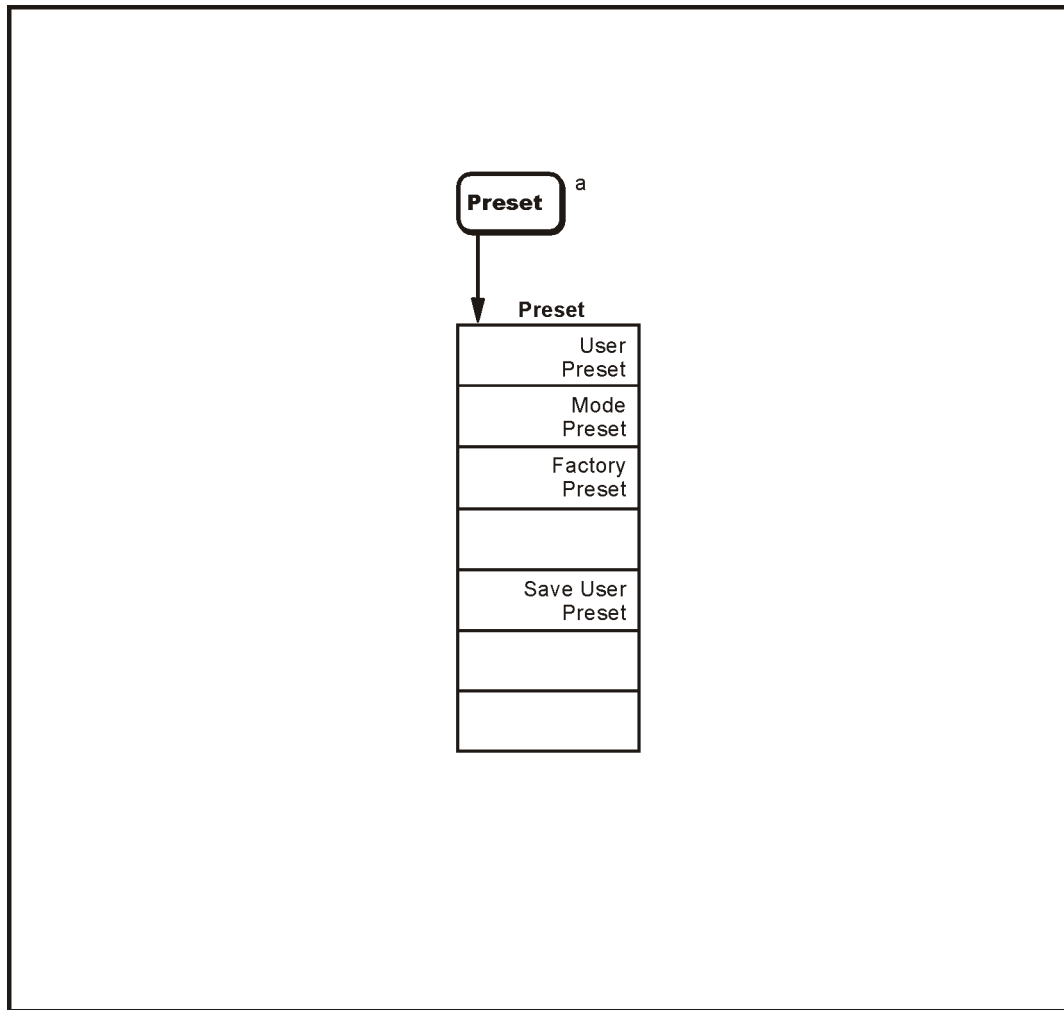 Preset
a
Preset
User
Preset
Mode
Preset
Factory
Preset
Save User
Preset